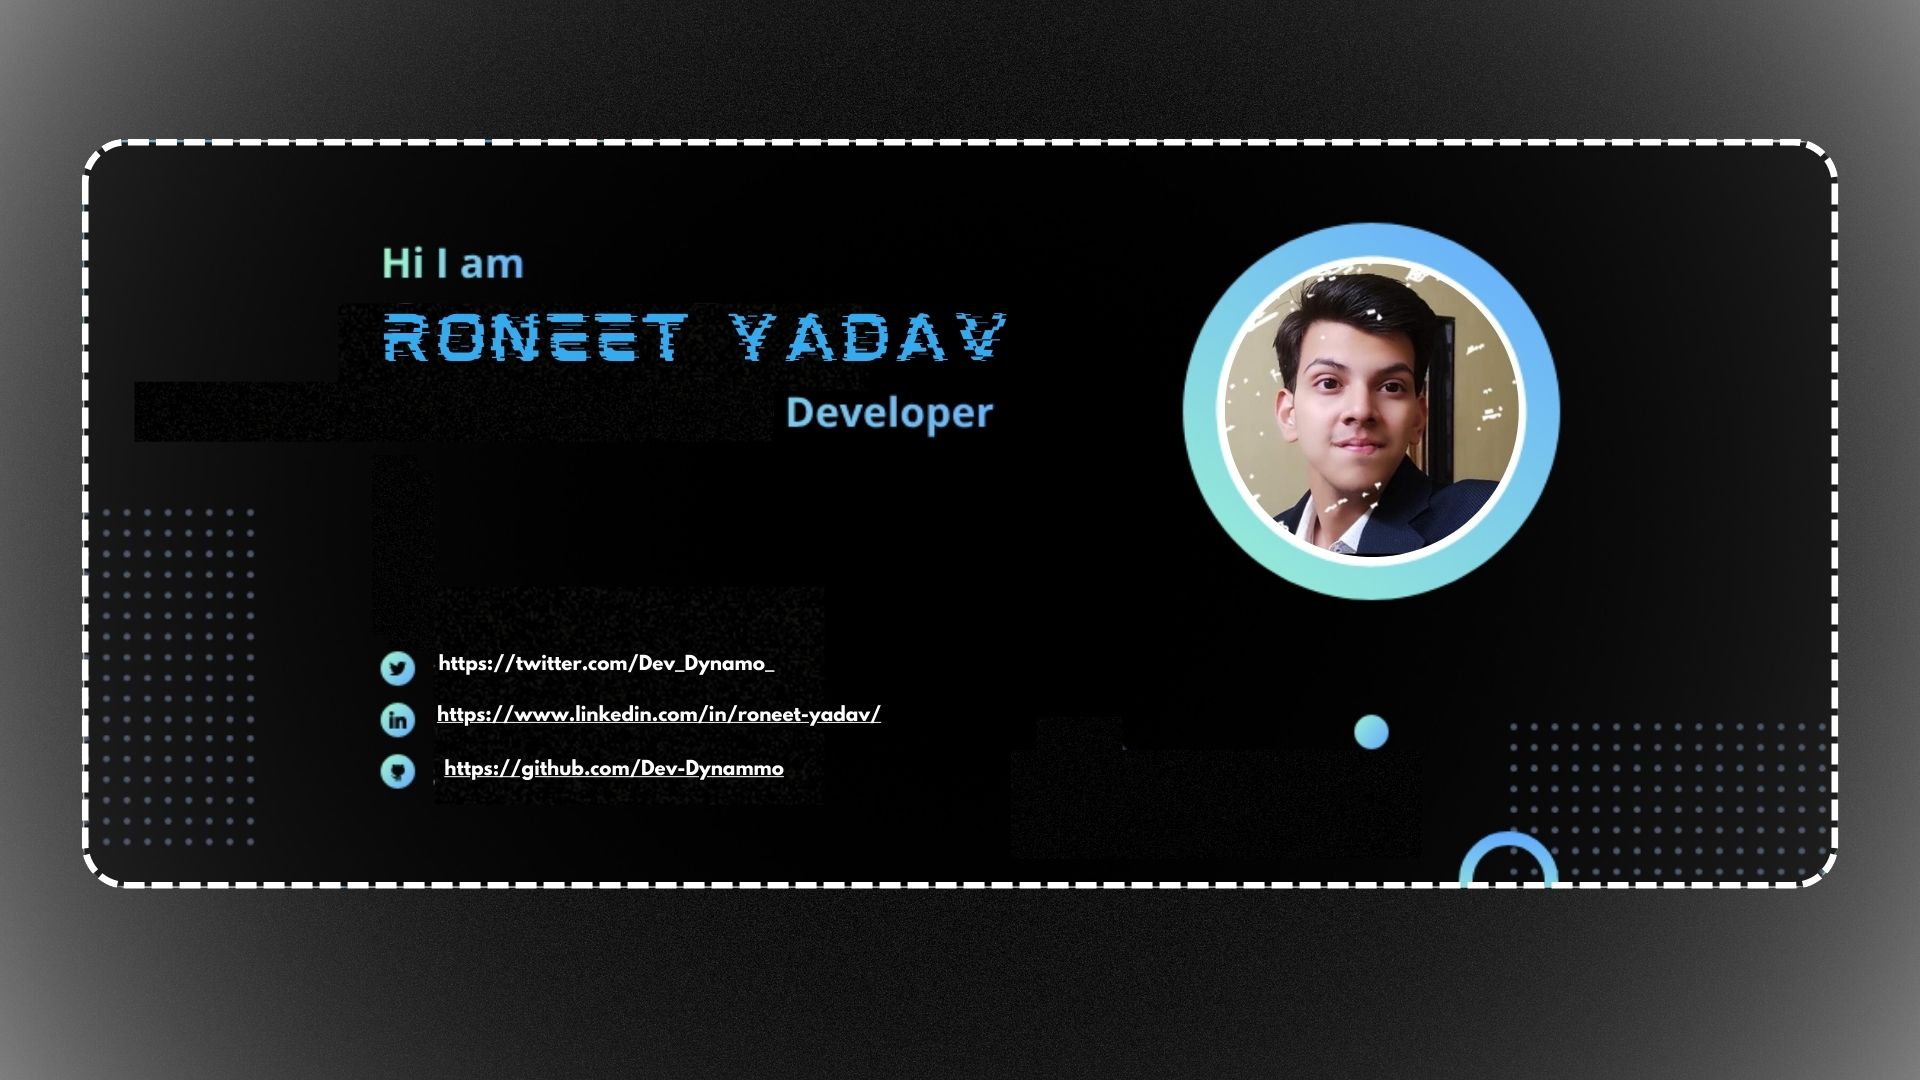 Hi I am
RONEET YADAV
Developer
https://twitter.com/Dev_Dynamo_
in https://www.linkedin.com/in/roneet-yadav/
https://github.com/Dev-Dynammo